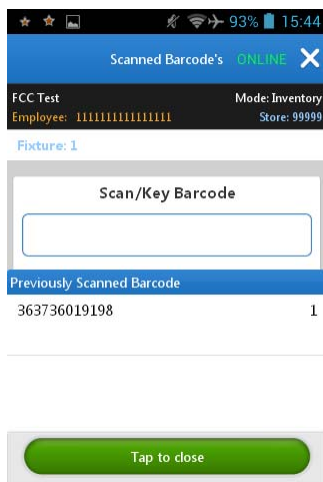 93% 15:44
Scanned Barcode's ONLINE
FCC Test Mode: Inventory
Employee: 1111111111111111 Store: 99999
Fixture: 1
Scan/Key Barcode
Previously Scanned Barcode
363736019198 1
Tap to close